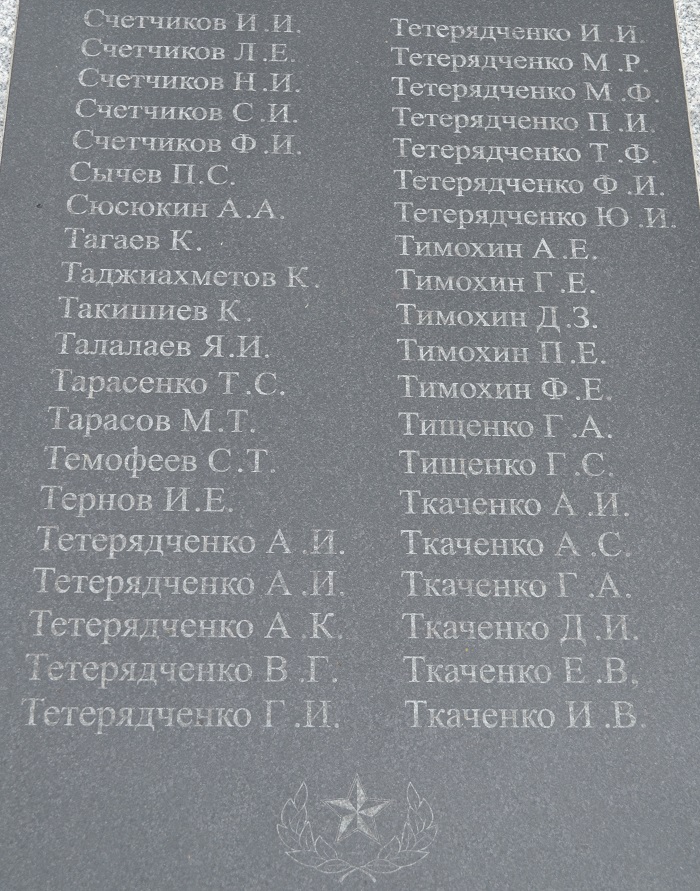 Счетчиков И.И.
Счетчиков Л.Е.
Счетчиков Н.И.
Счетчиков С.И.
Счетчиков Ф.И.
Сычев П.С.
Сюсюкин А.А.
Тагаев К.
Таджиахметов К.
Такишиев К.
Талалаев Я.И.
Тарасенко Т.С.
Тарасов М.Т.
Темофеев С.Т.
Тернов И.Е.
Тетерядченко А.И.
Тетерядченко А.И.
Тетерядченко А.К.
Тетерядченко В.Г.
Тетерядченко Г.И.
Тетерядченко И.И.
Тетерядченко М.Р.
Тетерядченко М.Ф.
Тетерядченко П.И.
Тетерядченко Т.Ф.
Тетерядченко Ф.И.
Тетерядченко Ю.И.
Тимохин А.Е.
Тимохин Г.Е.
Тимохин Д.З.
Тимохин П.Е.
Тимохин Ф.Е.
Тищенко Г.А.
Тищенко Г.С.
Ткаченко А.И.
Ткаченко А.С.
Ткаченко Г.А.
Ткаченко Д.И.
Ткаченко Е.В,
Ткаченко И.В.